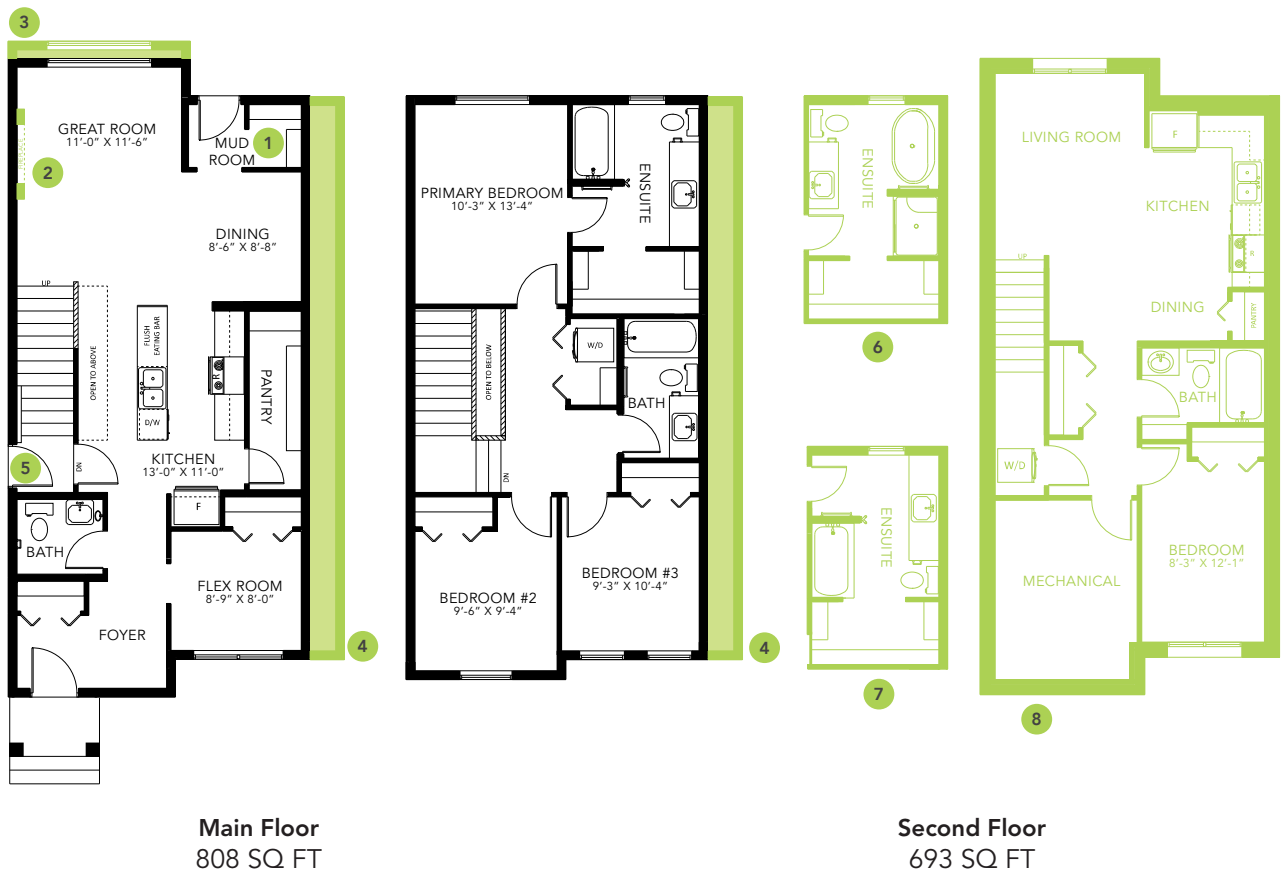 3
GREAT ROOM
11'-0" X 11'-6"
2
MUD
ROOM
1
DINING
8'-6" X 8'-8"
UP
OPEN TO ABOVE
FLUSH
EATING BAR
D/W
R
PANTRY
KITCHEN
13'-0" X 11'-0"
5
DN
F
BATH
FLEX ROOM
8'-9" X 8'-0"
FOYER
4
PRIMARY BEDROOM
10'-3" X 13'-4"
ENSUITE
W/D
OPEN TO BELOW
BATH
DN
BEDROOM #2
9'-6" X 9'-4"
BEDROOM #3
9'-3" X 10'-4"
4
ENSUITE
6
ENSUITE
7
LIVING ROOM
F
KITCHEN
UP
DINING
PANTRY
BATH
W/D
BEDROOM
8'-3" X 12'-1"
MECHANICAL
8
Main Floor
808 SQ FT
Second Floor
693 SQ FT